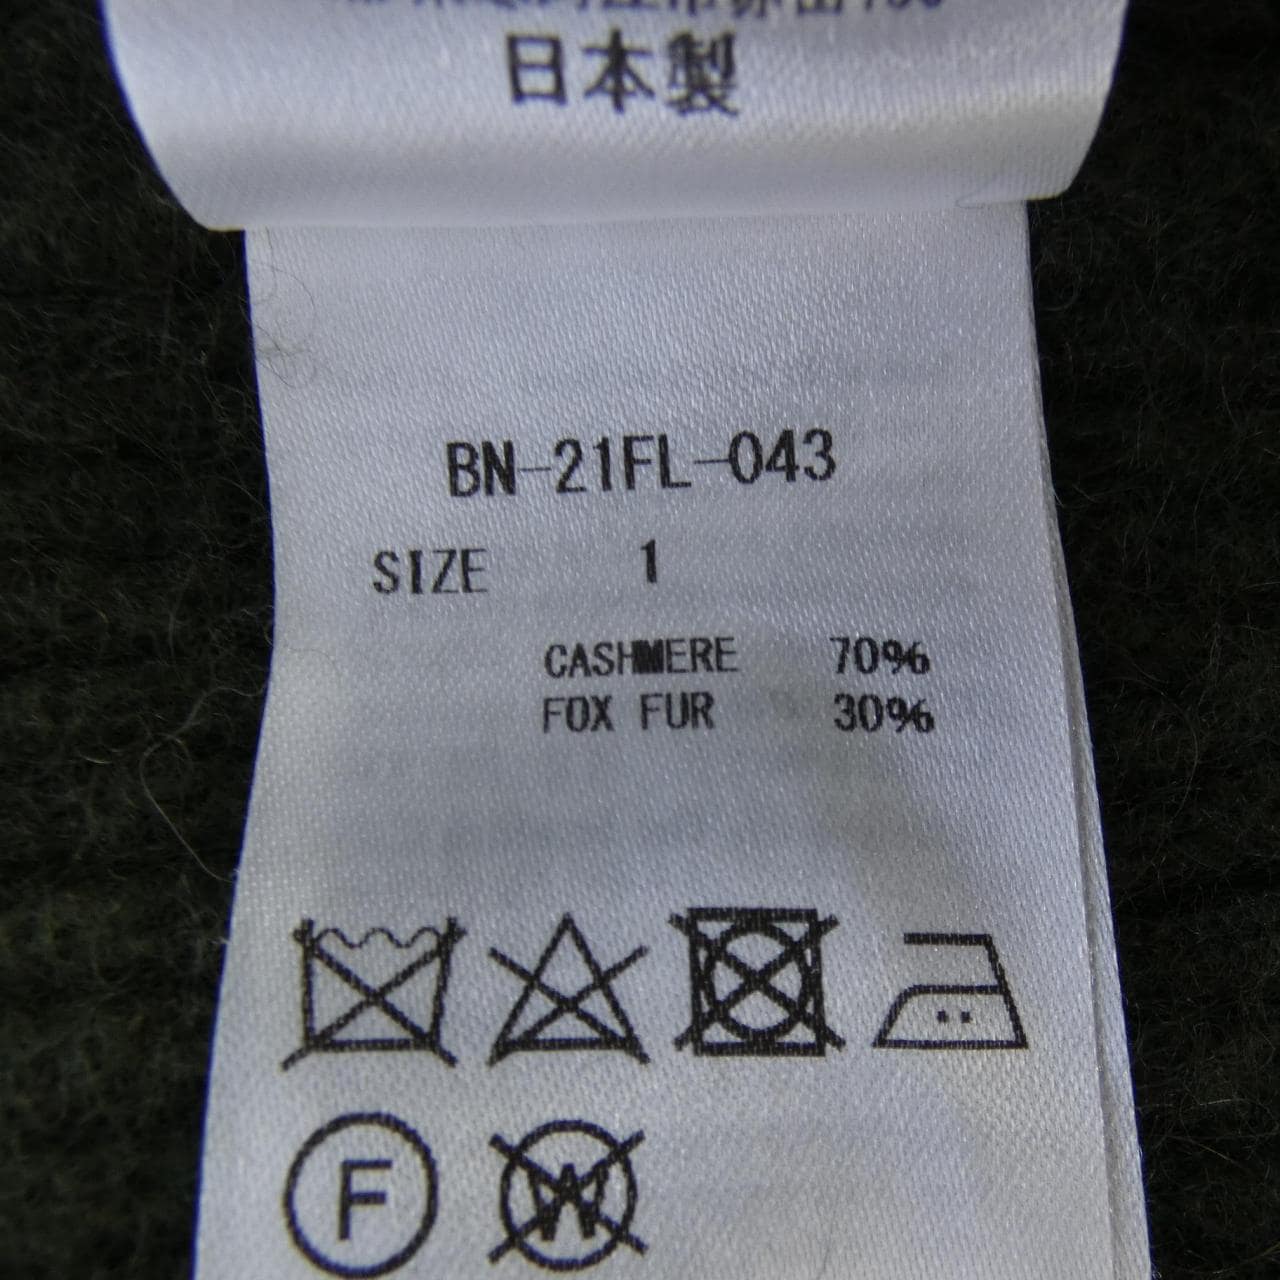 日本製
BN-21FL-043
SIZE 1
CASHMERE 70%
FOX FUR 30%
F
W